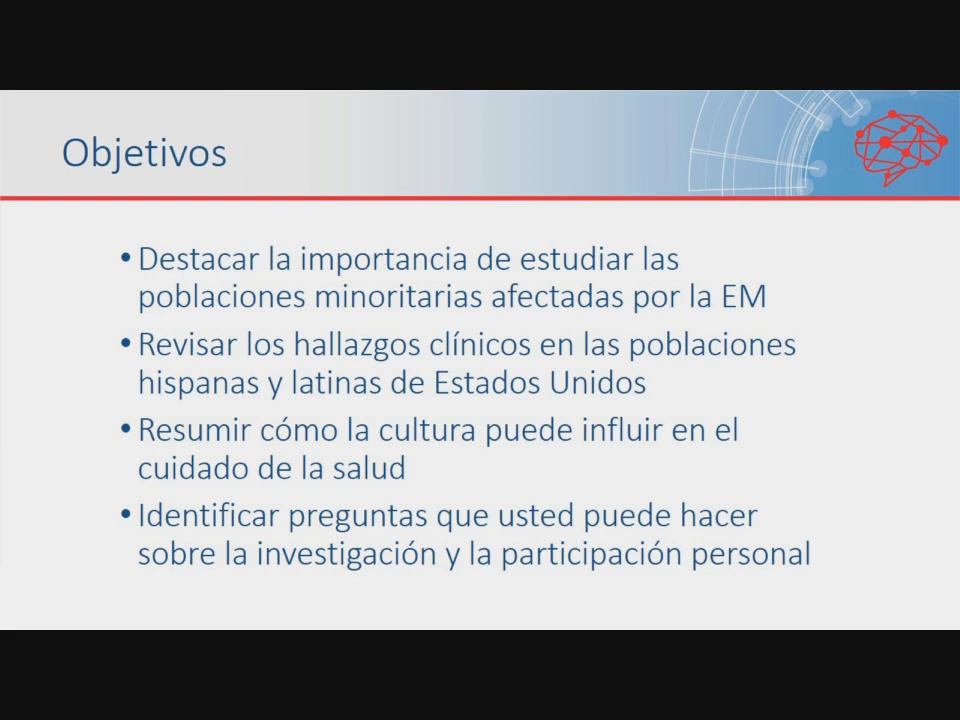 Objetivos
• Destacar la importancia de estudiar las
poblaciones minoritarias afectadas por la EM
• Revisar los hallazgos clínicos en las poblaciones
hispanas y latinas de Estados Unidos
• Resumir cómo la cultura puede influir en el
cuidado de la salud
• Identificar preguntas que usted puede hacer
sobre la investigación y la participación personal